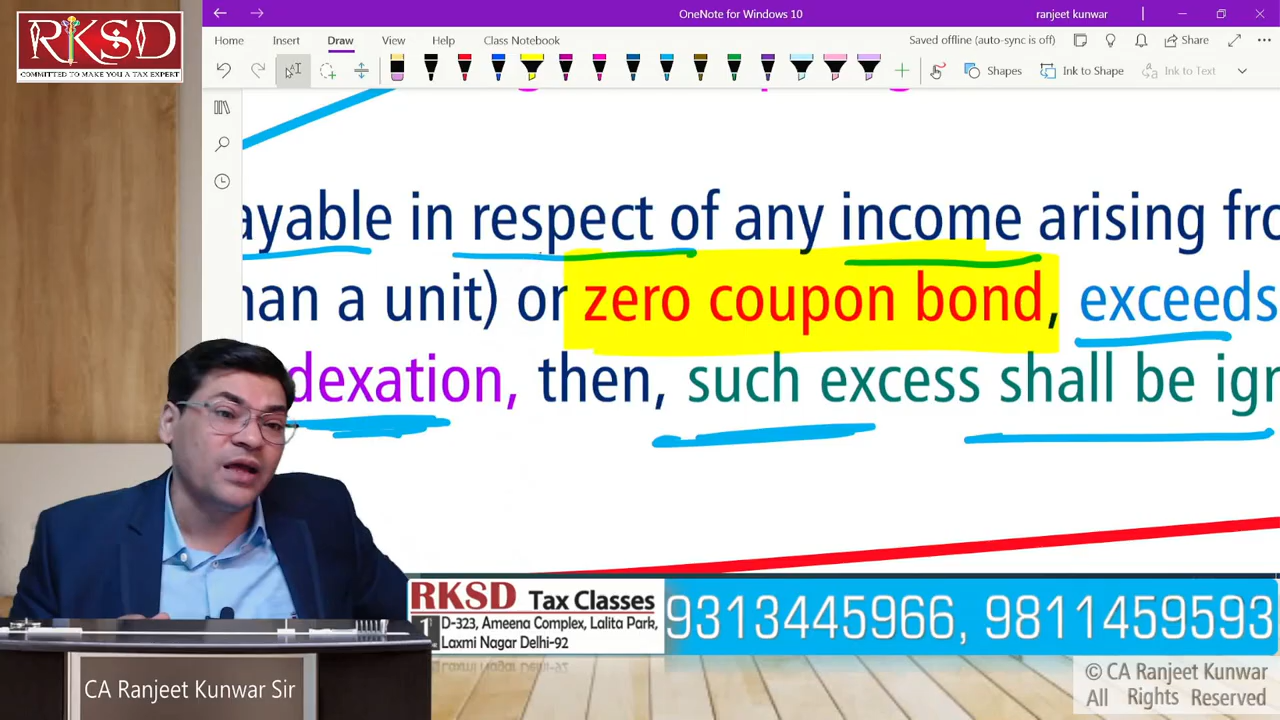 RKSD
COMMITTED TO MAKE YOU A TAX EXPERT
OneNote for Windows 10
ranjeet kunwar
Home Insert Draw View Help Class Notebook
Saved offline (auto-sync is off)
Share
Shapes
Ink to Shape
Ink to Text
ayable in respect of any income arising fro
han a unit) or zero coupon bond, exceeds
dexation, then, such excess shall be ig
RKSD Tax Classes
D-323, Ameena Complex, Lalita Park,
Laxmi Nagar Delhi-92
9313445966, 9811459593
CA Ranjeet Kunwar Sir
© CA Ranjeet Kunwar
All Rights Reserved